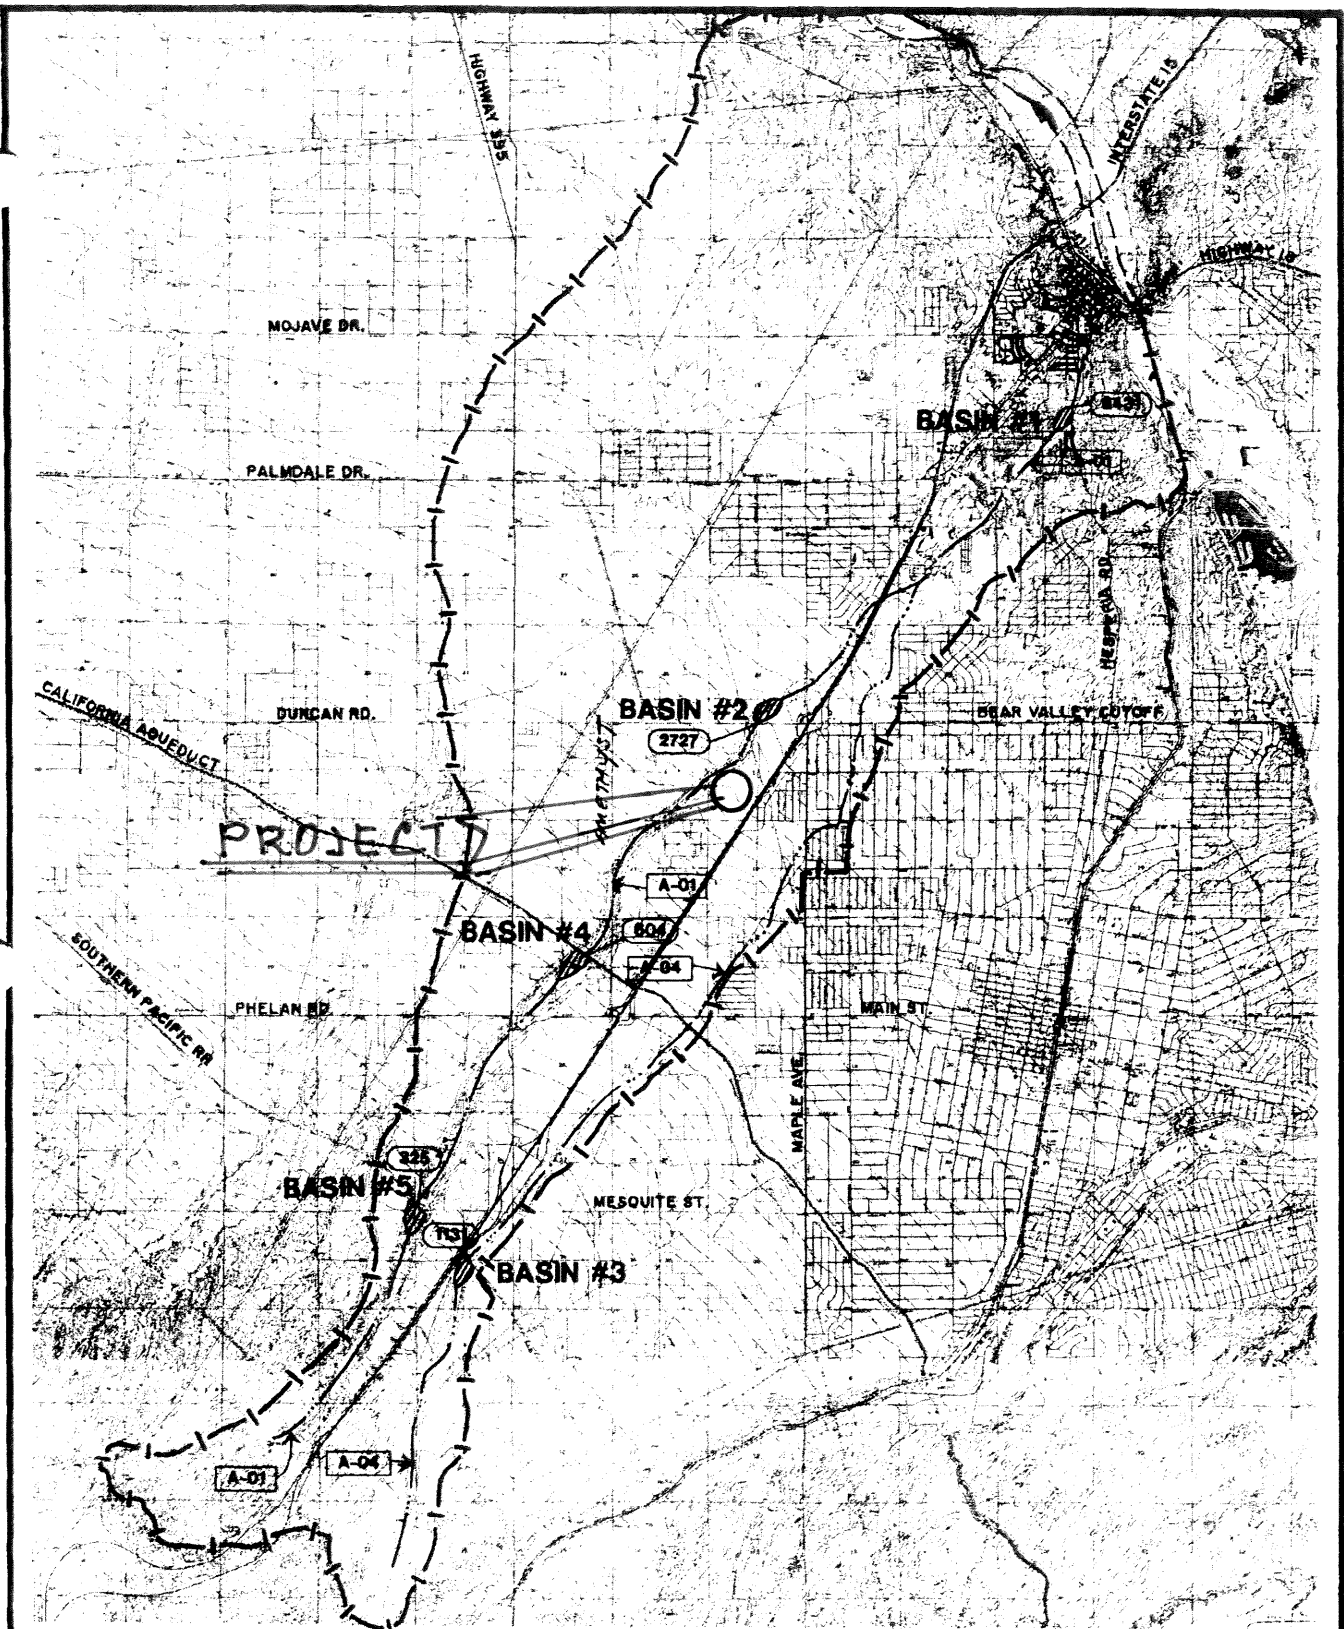 HIGHWAY 395
INTERSTATE 15
HIGHWAY 18
MOJAVE DR.
BASIN #1
PALMDALE DR.
HESPERIA RD.
CALIFORNIA AQUEDUCT
DUNCAN RD.
BASIN #2
BEAR VALLEY CUTOFF
2727
AMETHYST
PROJECT
A-01
BASIN #4
604
A-04
SOUTHERN PACIFIC RR
PHELAN RD.
MAIN ST.
MAPLE AVE.
325
BASIN #5
MESQUITE ST.
113
BASIN #3
A-01
A-04